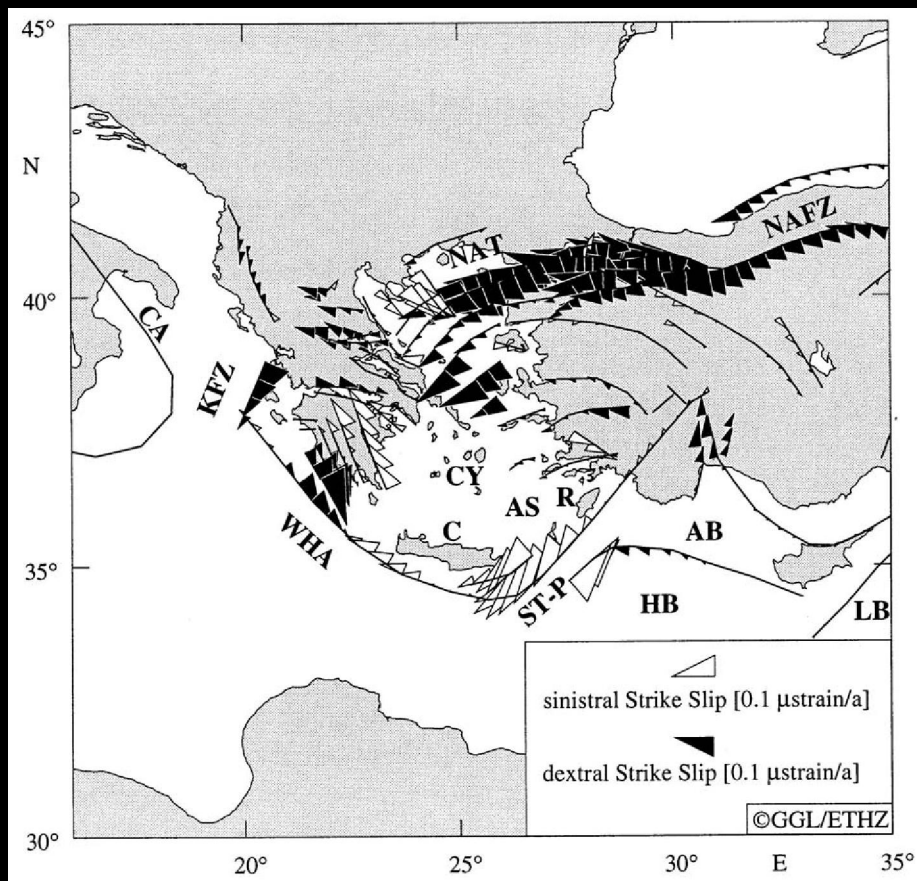 45°
N
NAFZ
NAT
40°
CA
KFZ
CY
AS
R
WHA
C
AB
35°
ST-P
HB
LB
sinistral Strike Slip [0.1 µstrain/a]
dextral Strike Slip [0.1 µstrain/a]
©GGL/ETHZ
30°
20°
25°
30°
E
35°